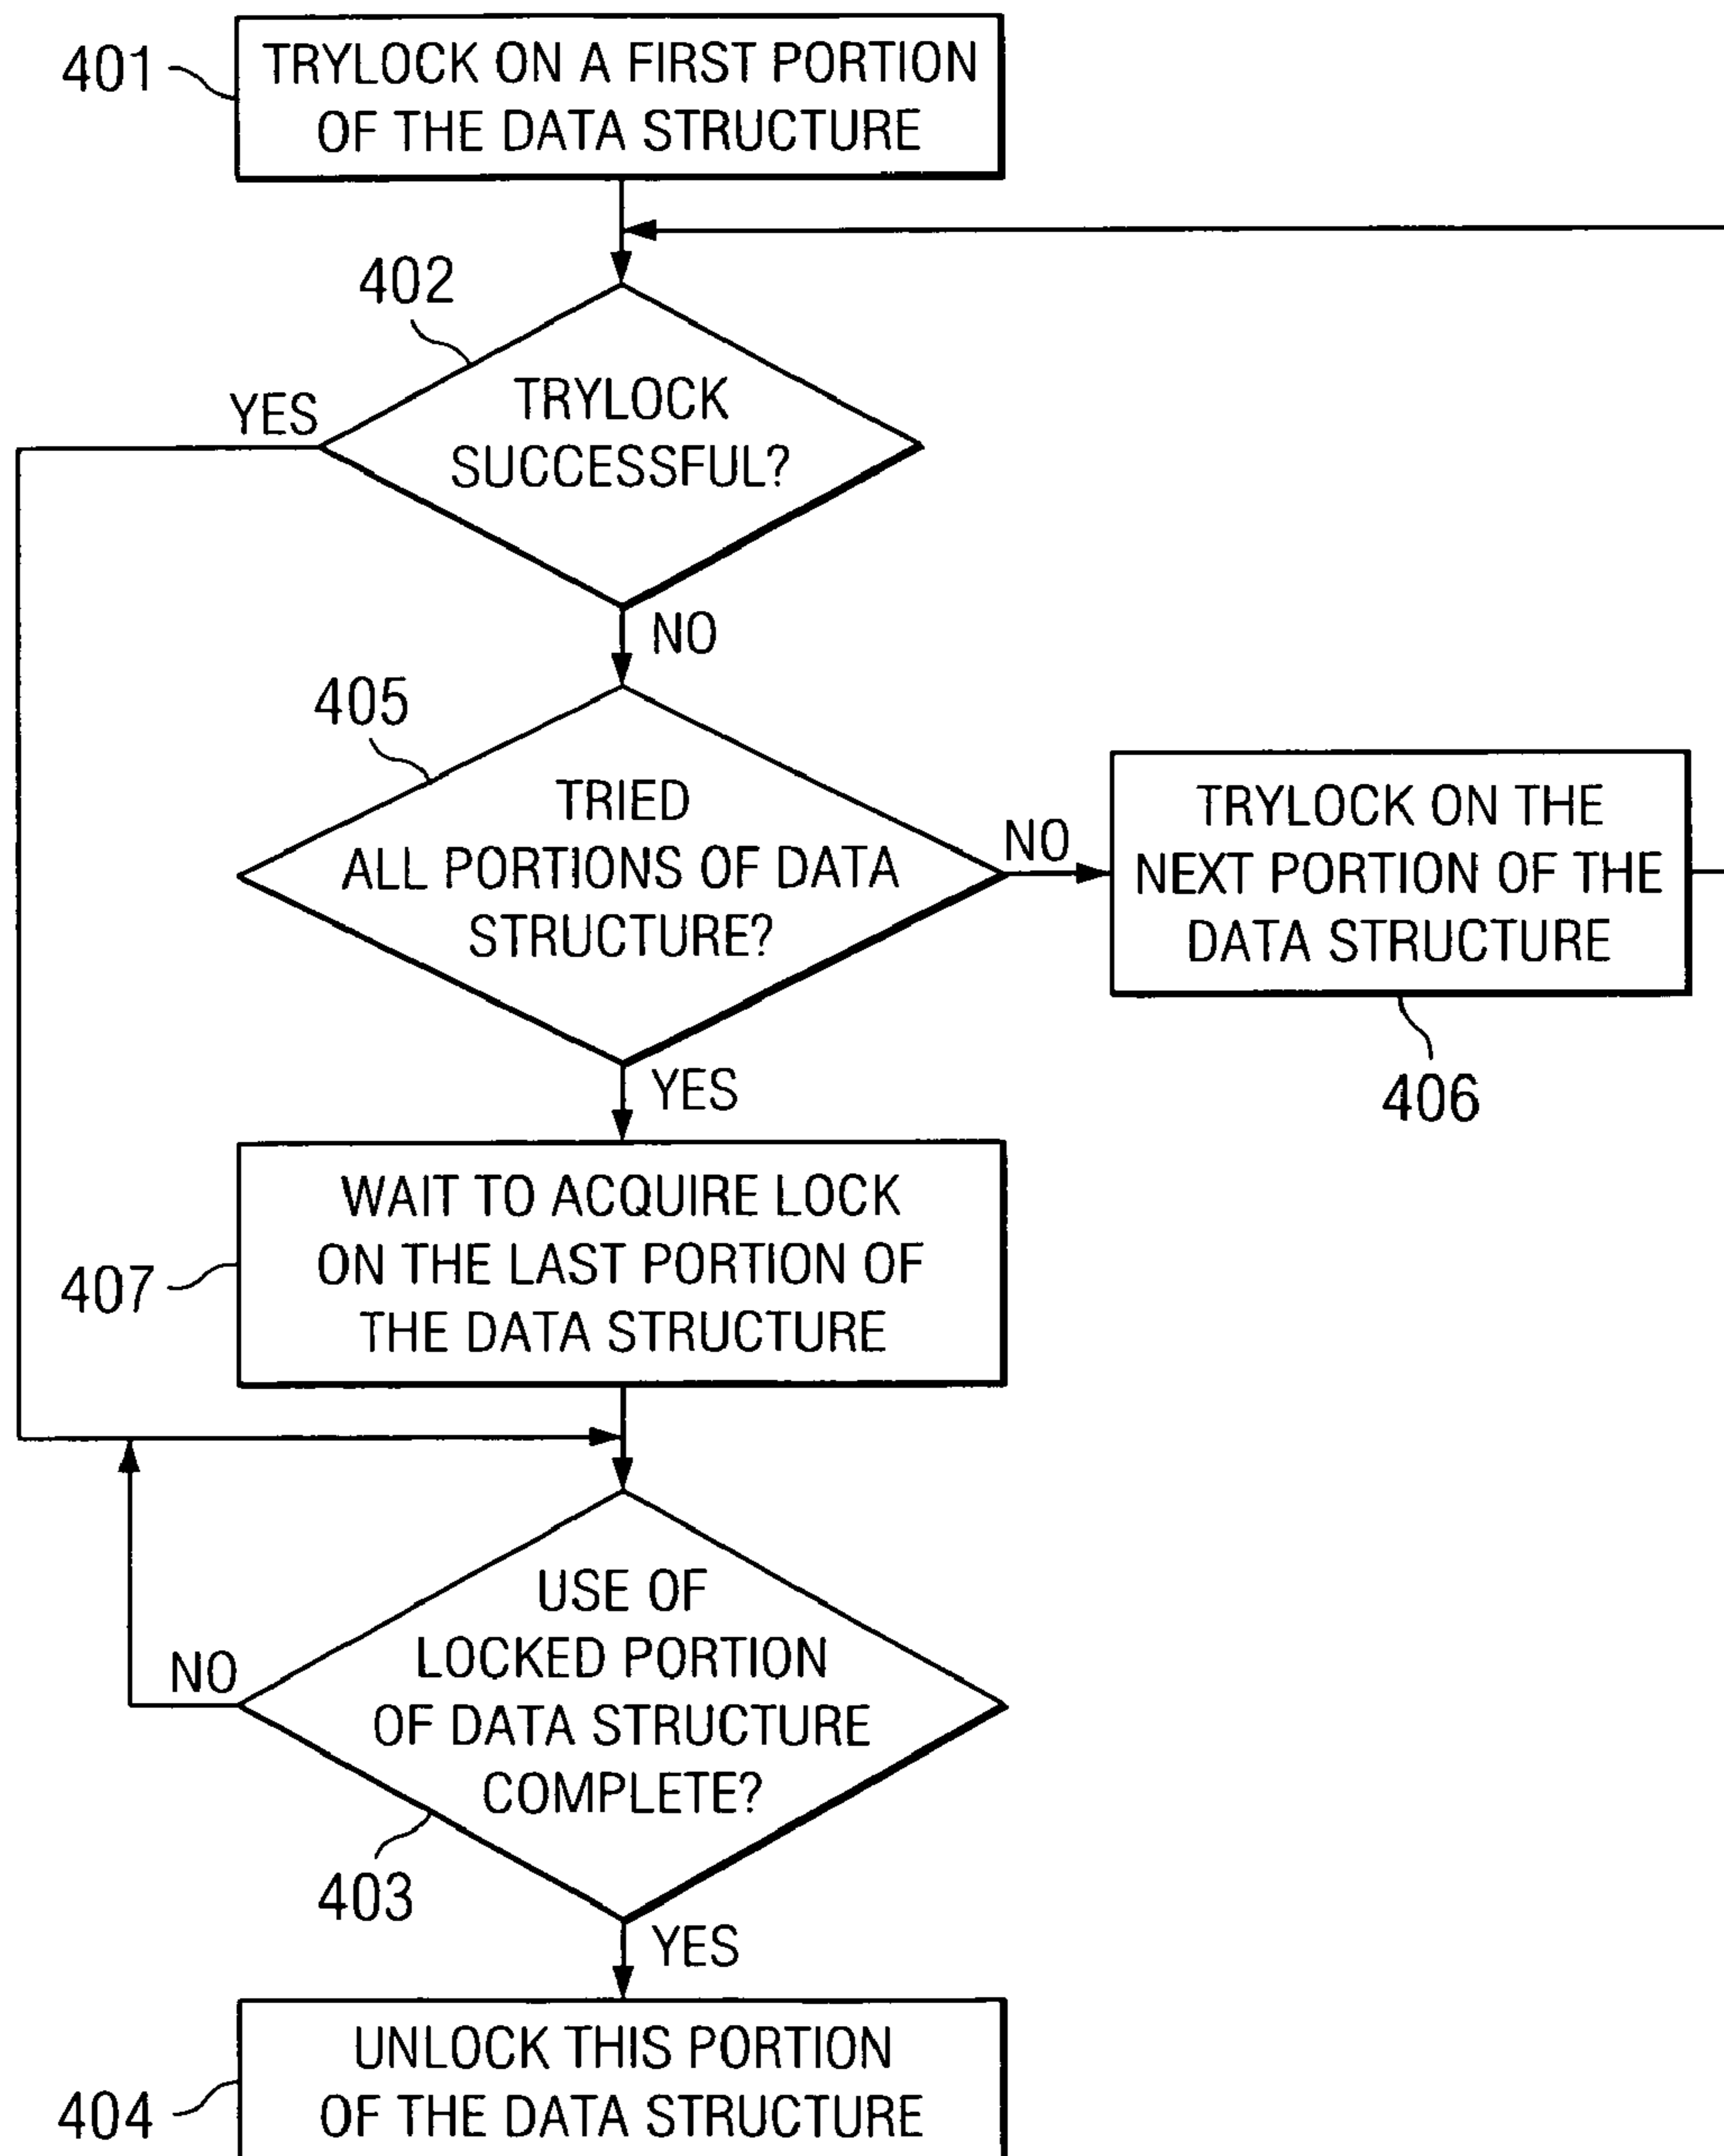 401
TRYLOCK ON A FIRST PORTION
OF THE DATA STRUCTURE
402
YES
TRYLOCK
SUCCESSFUL?
NO
405
TRIED
ALL PORTIONS OF DATA
STRUCTURE?
NO
TRYLOCK ON THE
NEXT PORTION OF THE
DATA STRUCTURE
406
YES
407
WAIT TO ACQUIRE LOCK
ON THE LAST PORTION OF
THE DATA STRUCTURE
NO
USE OF
LOCKED PORTION
OF DATA STRUCTURE
COMPLETE?
403
YES
404
UNLOCK THIS PORTION
OF THE DATA STRUCTURE